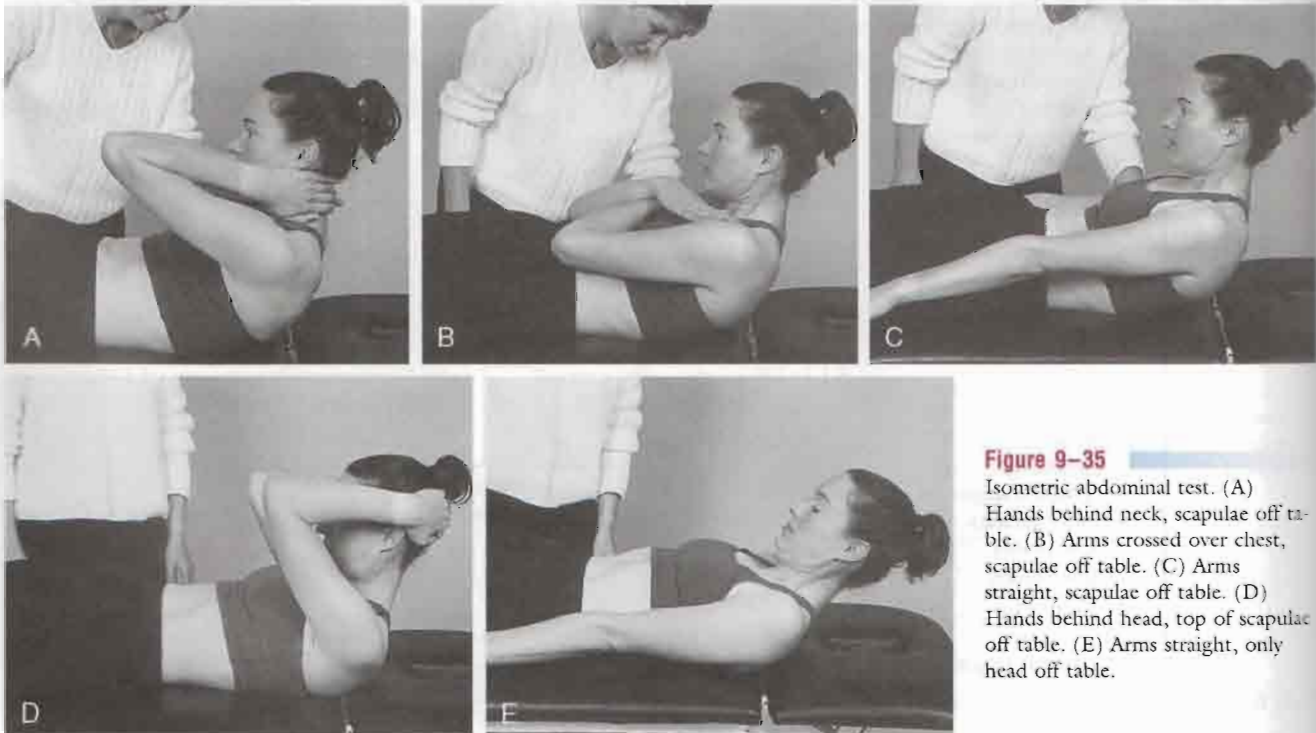 A
B
C
D
E
Figure 9–35
Isometric abdominal test. (A)
Hands behind neck, scapulae off ta-
ble. (B) Arms crossed over chest,
scapulae off table. (C) Arms
straight, scapulae off table. (D)
Hands behind head, top of scapulae
off table. (E) Arms straight, only
head off table.